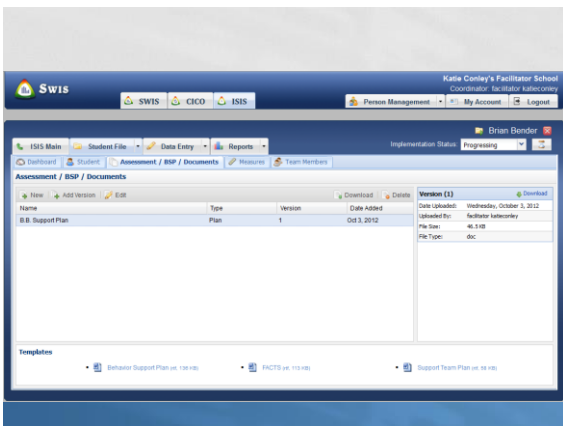 Katie Conley's Facilitator School
Coordinator: facilitator katieconley
SWIS
SWIS CICO ISIS
Person Management My Account Logout
Brian Bender
ISIS Main Student File Data Entry Reports
Implementation Status: Progressing
Dashboard Student Assessment / BSP / Documents Measures Team Members
Assessment / BSP / Documents
New Add Version Edit Download Delete
Version (1) Download
Name Type Version Date Added
B.B. Support Plan Plan 1 Oct 3, 2012
Date Uploaded: Wednesday, October 3, 2012
Uploaded By: facilitator katieconley
File Size: 46.5 KB
File Type: doc
Templates
Behavior Support Plan
FACTS
Support Team Plan